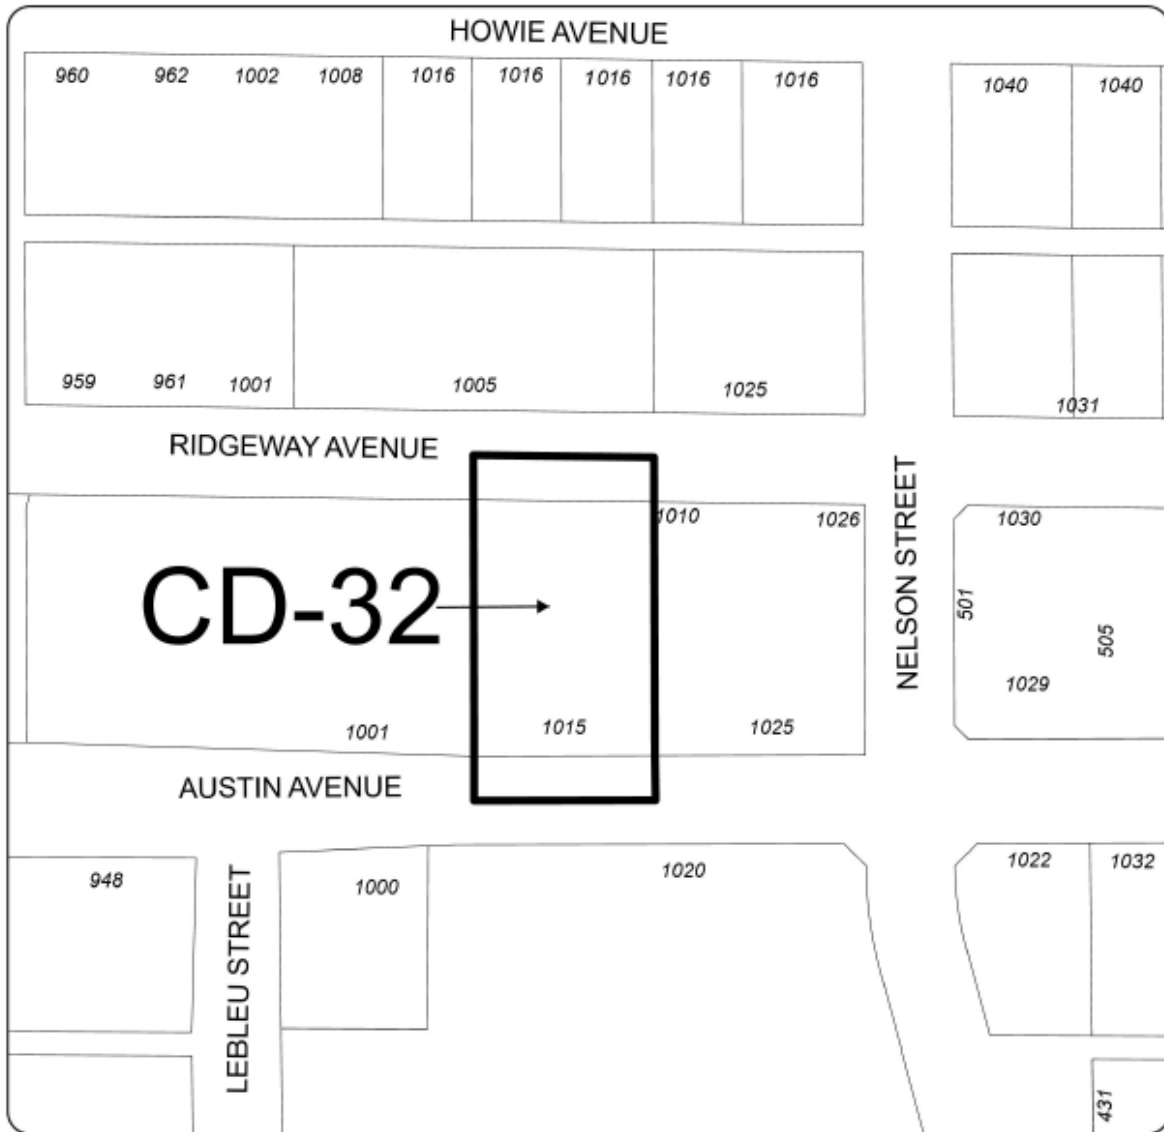 HOWIE AVENUE
960 962 1002 1008 1016 1016 1016 1016 1016 1040 1040
959 961 1001 1005 1025 1031
RIDGEWAY AVENUE
1010 1026 1030
CD-32
NELSON STREET
501
505
1029
1001 1015 1025
AUSTIN AVENUE
948 1000 1020 1022 1032
LEBLEU STREET
431